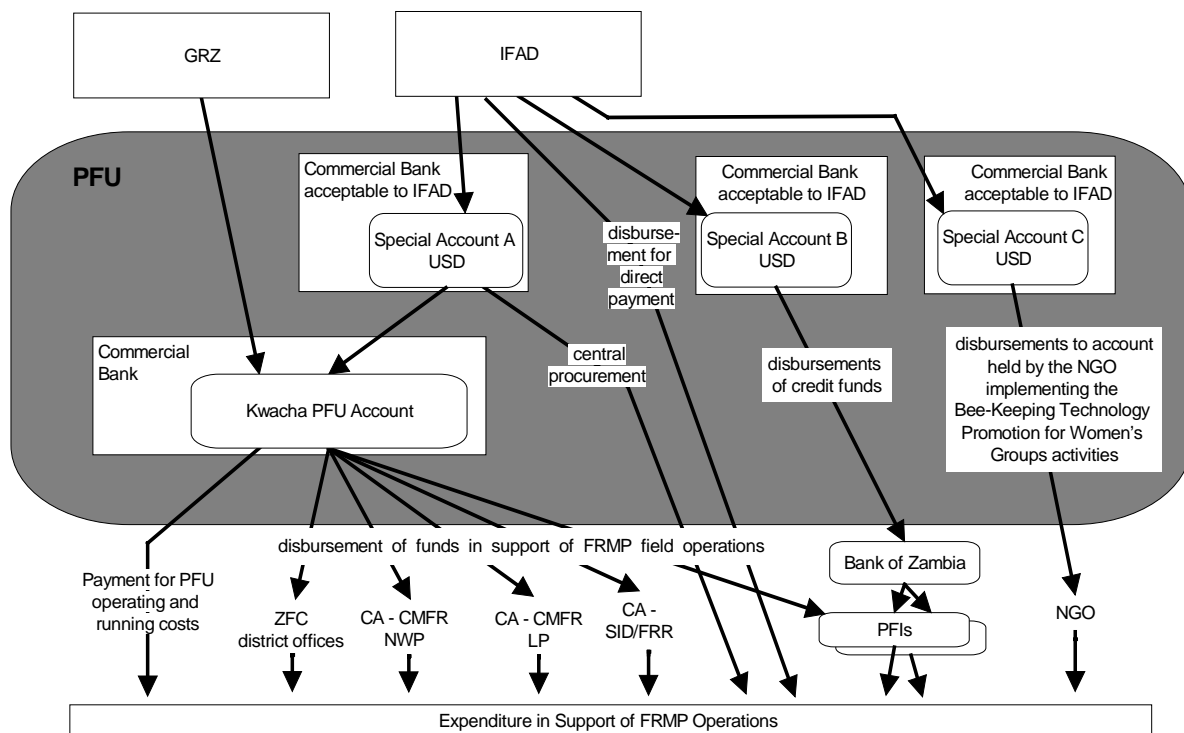 GRZ
IFAD
PFU
Commercial Bank
acceptable to IFAD
Special Account A
USD
disburse-
ment for
direct
payment
Commercial Bank
acceptable to IFAD
Special Account B
USD
Commercial Bank
acceptable to IFAD
Special Account C
USD
Commercial
Bank
Kwacha PFU Account
central
procurement
disbursements
of credit funds
disbursements to account
held by the NGO
implementing the
Bee-Keeping Technology
Promotion for Women's
Groups activities
disbursement of funds in support of FRMP field operations
Payment for PFU
operating and
running costs
ZFC
district offices
CA - CMFR
NWP
CA - CMFR
LP
CA -
SID/FRR
Bank of Zambia
PFIs
NGO
Expenditure in Support of FRMP Operations